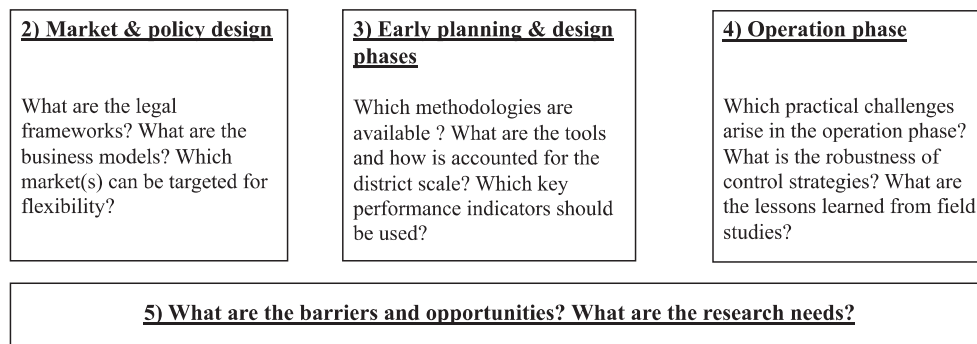 2) Market & policy design
What are the legal
frameworks? What are the
business models? Which
market(s) can be targeted for
flexibility?
3) Early planning & design
phases
Which methodologies are
available ? What are the tools
and how is accounted for the
district scale? Which key
performance indicators should
be used?
4) Operation phase
Which practical challenges
arise in the operation phase?
What is the robustness of
control strategies? What are
the lessons learned from field
studies?
5) What are the barriers and opportunities? What are the research needs?